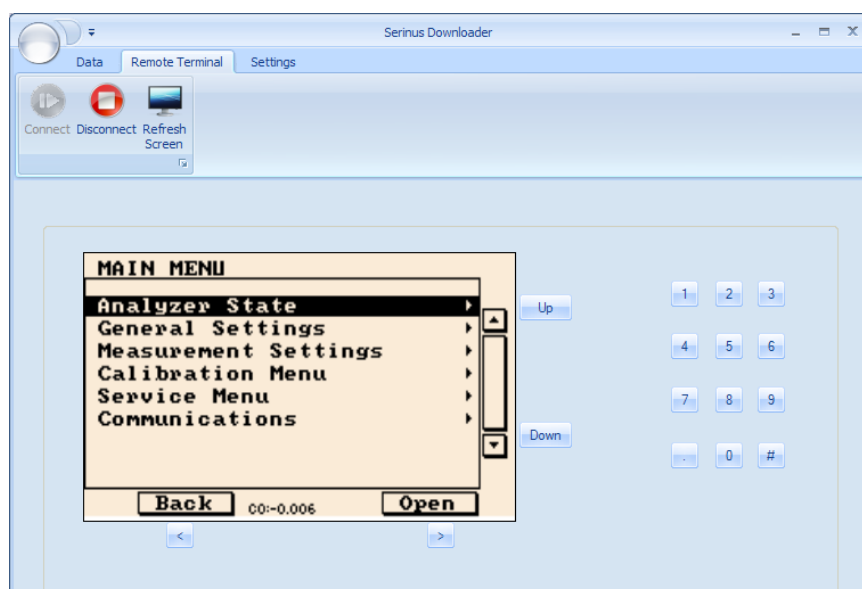 Serinus Downloader
Data Remote Terminal Settings
Connect Disconnect Refresh Screen
MAIN MENU
Analyzer State
General Settings
Measurement Settings
Calibration Menu
Service Menu
Communications
Back CO:-0.006 Open
< >
Up
Down
1 2 3
4 5 6
7 8 9
. 0 #